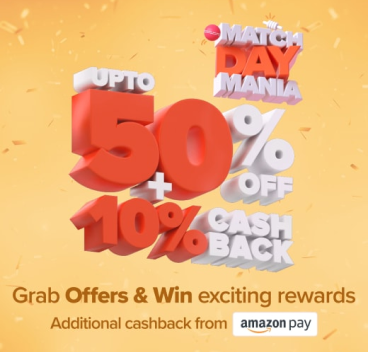 MATCH
DAY
MANIA
UPTO
50% OFF
+
10% CASH BACK
Grab Offers & Win exciting rewards
Additional cashback from amazon pay